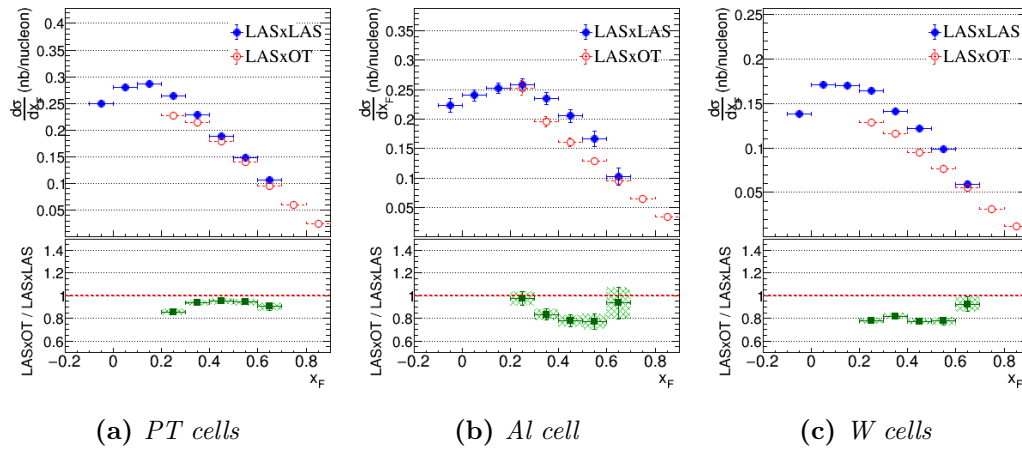 0.4
0.35
0.3
0.25
0.2
0.15
0.1
0.05
dσ/dx_F (nb/nucleon)
LASxLAS
LASxOT
1.4
1.2
1
0.8
0.6
LASxOT / LASxLAS
−0.2 0 0.2 0.4 0.6 0.8
x_F
(a) PT cells
0.35
0.3
0.25
0.2
0.15
0.1
0.05
dσ/dx_F (nb/nucleon)
LASxLAS
LASxOT
1.4
1.2
1
0.8
0.6
LASxOT / LASxLAS
−0.2 0 0.2 0.4 0.6 0.8
x_F
(b) Al cell
0.25
0.2
0.15
0.1
0.05
dσ/dx_F (nb/nucleon)
LASxLAS
LASxOT
1.4
1.2
1
0.8
0.6
LASxOT / LASxLAS
−0.2 0 0.2 0.4 0.6 0.8
x_F
(c) W cells